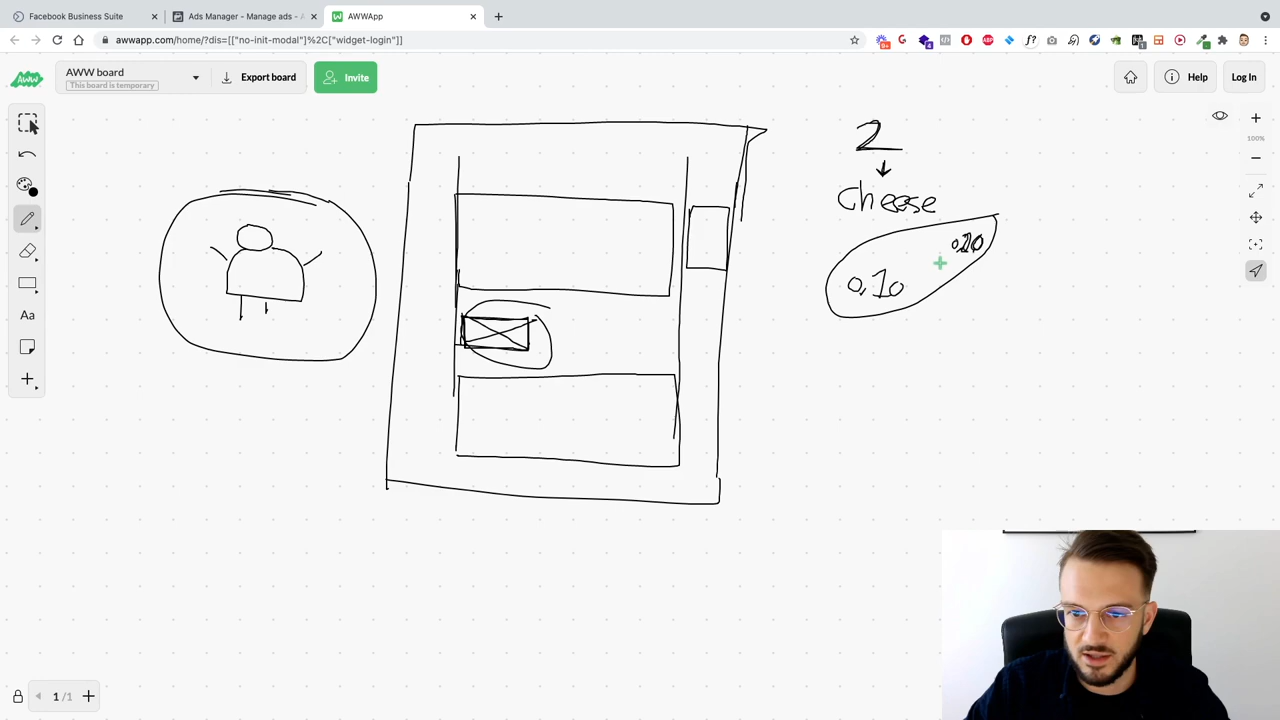 Facebook Business Suite
Ads Manager - Manage ads -
AWWApp
awwapp.com/home/?dis=[["no-init-modal"]%2C["widget-login"]]
AWW
AWW board
This board is temporary
Export board
Invite
Help
Log In
100%
Aa
2
Cheese
0,20
0,10
1 /1